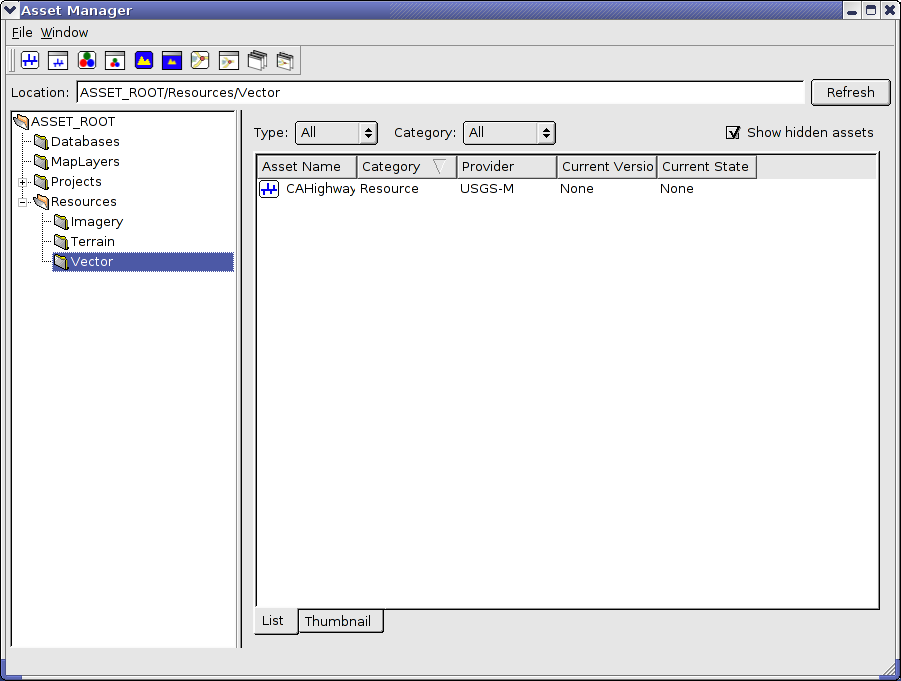 Asset Manager
File Window
Location: ASSET_ROOT/Resources/Vector Refresh
ASSET_ROOT
Databases
MapLayers
Projects
Resources
Imagery
Terrain
Vector
Type: All Category: All Show hidden assets
Asset Name Category Provider Current Versio Current State
CAHighway Resource USGS-M None None
List Thumbnail